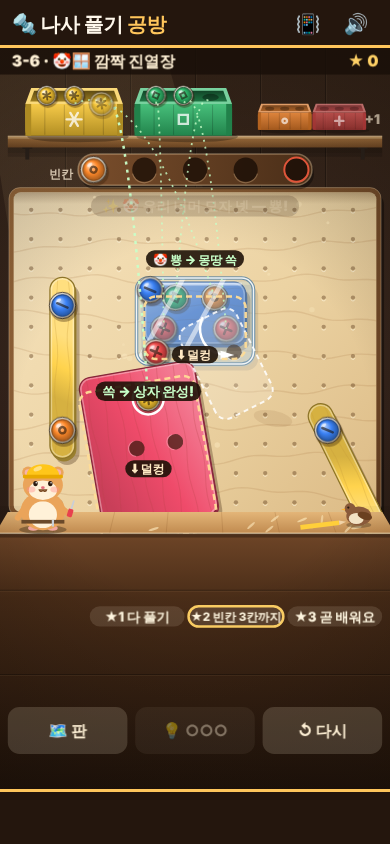 나사 풀기 공방
3-6 · 깜짝 진열장
★ 0
+1
빈칸
뿅 → 몽땅 쏙
⬇덜컹
쏙 → 상자 완성!
⬇덜컹
★1 다 풀기
★2 빈칸 3칸까지
★3 곧 배워요
판
다시